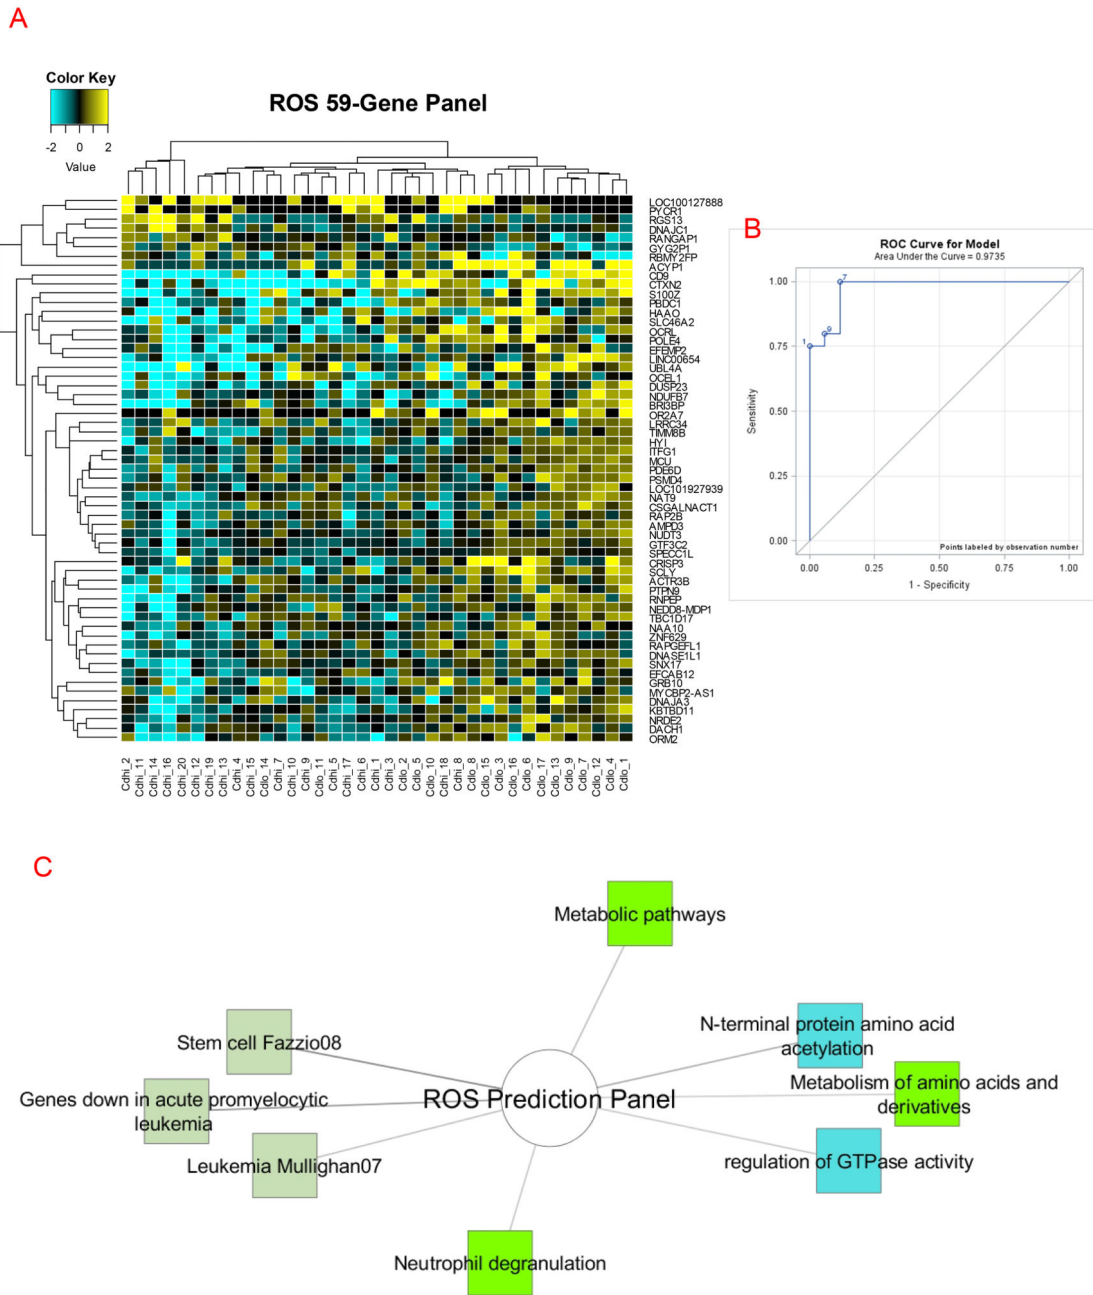 A
Color Key
-2 0 2
Value
ROS 59-Gene Panel
LOC100127888
PYCR1
RGS13
DNAJC1
RANGAP1
GYG2P1
RBMY2FP
ACYP1
CD9
CTXN2
S100Z
PBDC1
HAAO
SLC46A2
OCRL
POLE4
EFEMP2
LINC00654
UBL4A
OCEL1
DUSP23
NDUFB7
BRI3BP
OR2A7
LRRC34
TIMM8B
HYI
ITFG1
MCU
PDE6D
PSMD4
LOC101927939
NAT9
CSGALNACT1
RAP2B
AMPD3
NUDT3
GTF3C2
SPECC1L
CRISP3
SCLY
ACTR3B
PTPN9
RNPEP
NEDD8-MDP1
TBC1D17
NAA10
ZNF629
RAPGEFL1
DNASE1L1
SNX17
EFCAB12
GRB10
MYCBP2-AS1
DNAJA3
KBTBD11
NRDE2
DACH1
ORM2
Cdhi_2
Cdhi_11
Cdhi_14
Cdhi_16
Cdhi_20
Cdhi_12
Cdhi_19
Cdhi_13
Cdhi_4
Cdhi_15
Cdlo_14
Cdhi_7
Cdhi_10
Cdhi_9
Cdlo_11
Cdhi_5
Cdhi_17
Cdhi_6
Cdhi_1
Cdhi_3
Cdlo_2
Cdlo_5
Cdlo_10
Cdhi_18
Cdhi_8
Cdlo_8
Cdlo_15
Cdlo_3
Cdlo_16
Cdlo_6
Cdlo_17
Cdlo_13
Cdlo_9
Cdlo_7
Cdlo_12
Cdlo_4
Cdlo_1
B
ROC Curve for Model
Area Under the Curve = 0.9735
1.00
0.75
0.50
0.25
0.00
Sensitivity
7
9
1
Points labeled by observation number
0.00 0.25 0.50 0.75 1.00
1 - Specificity
C
Metabolic pathways
N-terminal protein amino acid
acetylation
Stem cell Fazzio08
Metabolism of amino acids and
derivatives
ROS Prediction Panel
Genes down in acute promyelocytic
leukemia
regulation of GTPase activity
Leukemia Mullighan07
Neutrophil degranulation